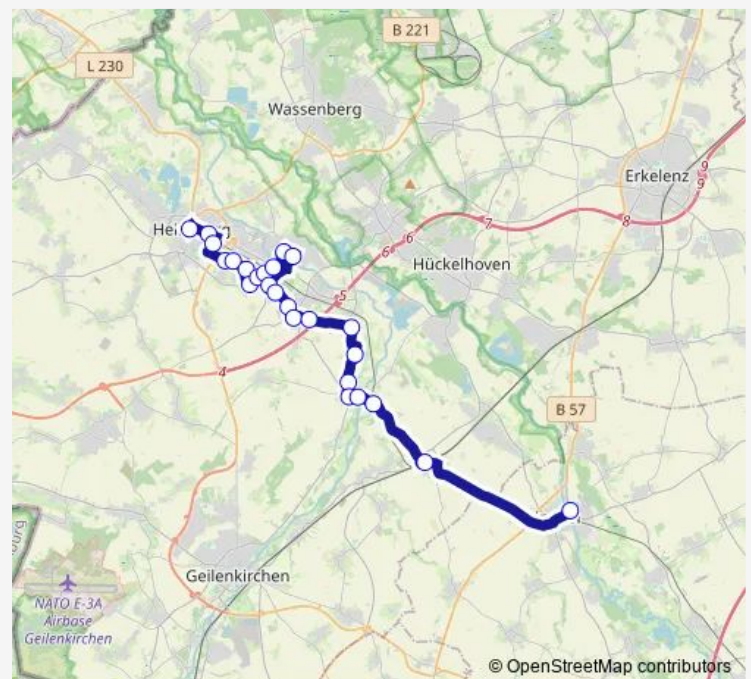 B 221
L 230
Wassenberg
Erkelenz
9
9
8
7
6
6
Hei
g
Hückelhoven
5
4
B 57
Geilenkirchen
NATO E-3A
Airbase
Geilenkirchen
© OpenStreetMap contributors